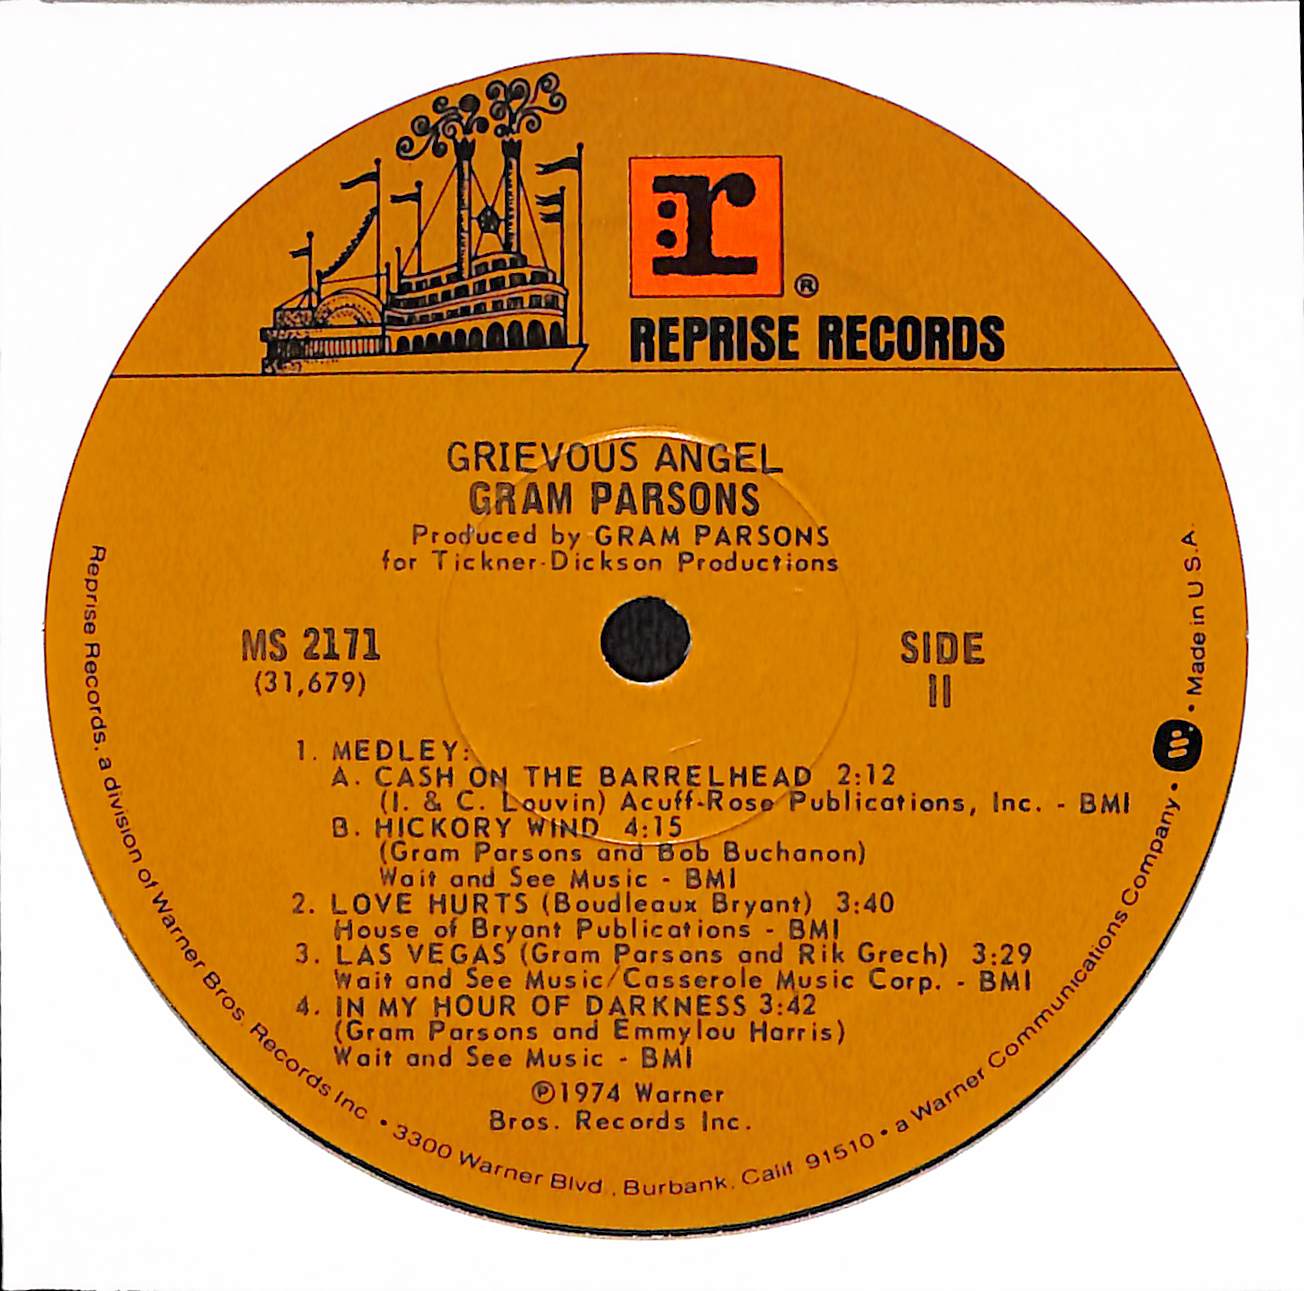 r
®
REPRISE RECORDS
GRIEVOUS ANGEL
GRAM PARSONS
Produced by GRAM PARSONS
for Tickner-Dickson Productions
MS 2171
(31,679)
SIDE
II
1. MEDLEY:
A. CASH ON THE BARRELHEAD 2:12
(I. & C. Louvin) Acuff-Rose Publications, Inc. - BMI
B. HICKORY WIND 4:15
(Gram Parsons and Bob Buchanon)
Wait and See Music - BMI
2. LOVE HURTS (Boudleaux Bryant) 3:40
House of Bryant Publications - BMI
3. LAS VEGAS (Gram Parsons and Rik Grech) 3:29
Wait and See Music/Casserole Music Corp. - BMI
4. IN MY HOUR OF DARKNESS 3:42
(Gram Parsons and Emmylou Harris)
Wait and See Music - BMI
℗1974 Warner
Bros. Records Inc.
Reprise Records, a division of Warner Bros. Records Inc. • 3300 Warner Blvd., Burbank, Calif. 91510 • a Warner Communications Company • W • Made in U.S.A.